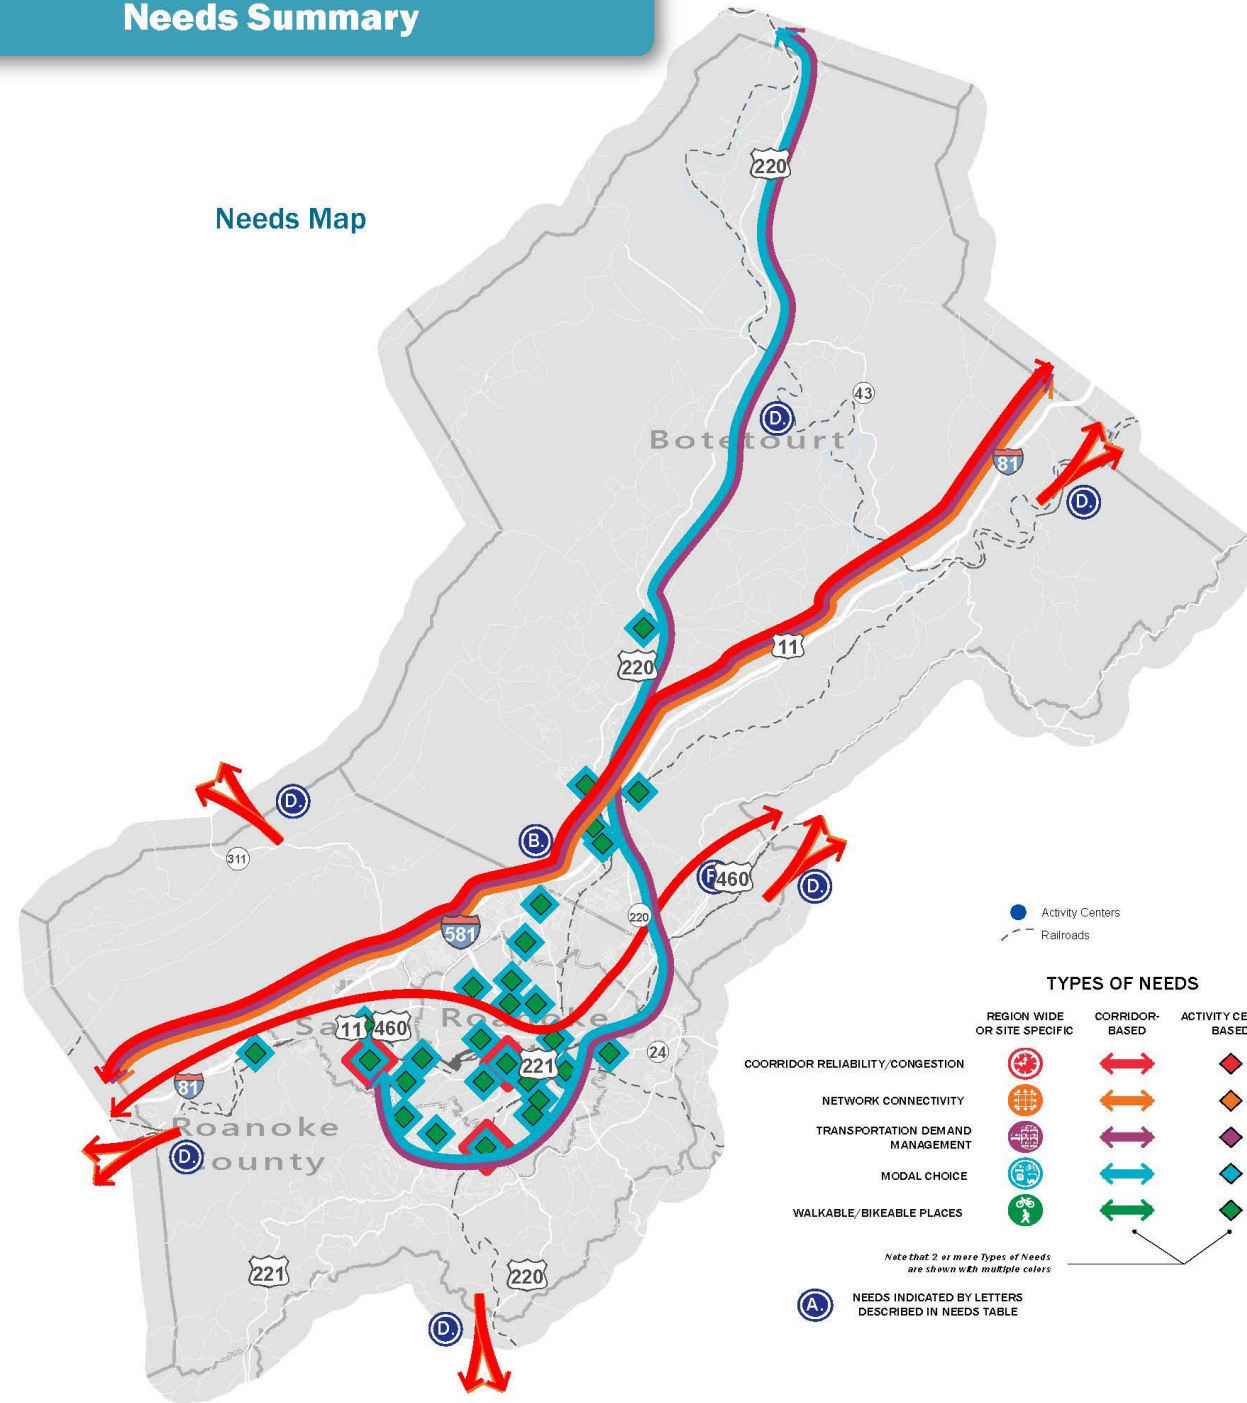 Needs Summary
Needs Map
220
43
D.
Botetourt
81
D.
220
11
D.
311
B.
F
460
D.
220
581
Roanoke
11
460
221
24
81
Roanoke
County
D.
221
220
D.
Activity Centers
Railroads
TYPES OF NEEDS
REGION WIDE
OR SITE SPECIFIC
CORRIDOR-
BASED
ACTIVITY CE
BASED
COORRIDOR RELIABILITY/CONGESTION
NETWORK CONNECTIVITY
TRANSPORTATION DEMAND
MANAGEMENT
MODAL CHOICE
WALKABLE/BIKEABLE PLACES
Note that 2 or more Types of Needs
are shown with multiple colors
A.
NEEDS INDICATED BY LETTERS
DESCRIBED IN NEEDS TABLE